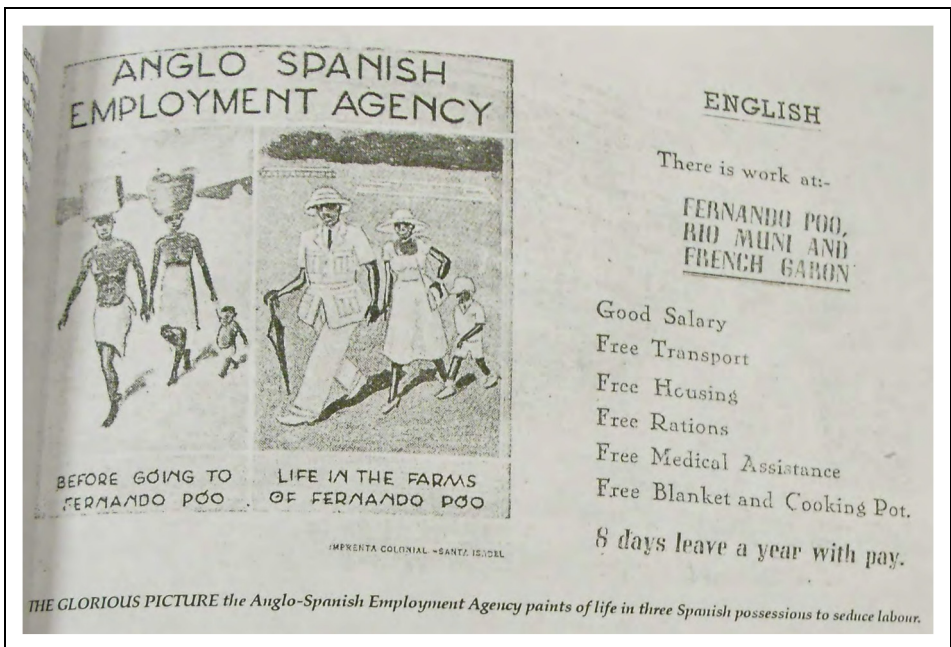 ANGLO SPANISH
EMPLOYMENT AGENCY
BEFORE GOING TO
FERNANDO PÓO
LIFE IN THE FARMS
OF FERNANDO PÓO
IMPRENTA COLONIAL - SANTA ISABEL
ENGLISH
There is work at:-
FERNANDO POO,
RIO MUNI AND
FRENCH GABON
Good Salary
Free Transport
Free Housing
Free Rations
Free Medical Assistance
Free Blanket and Cooking Pot.
8 days leave a year with pay.
THE GLORIOUS PICTURE the Anglo-Spanish Employment Agency paints of life in three Spanish possessions to seduce labour.